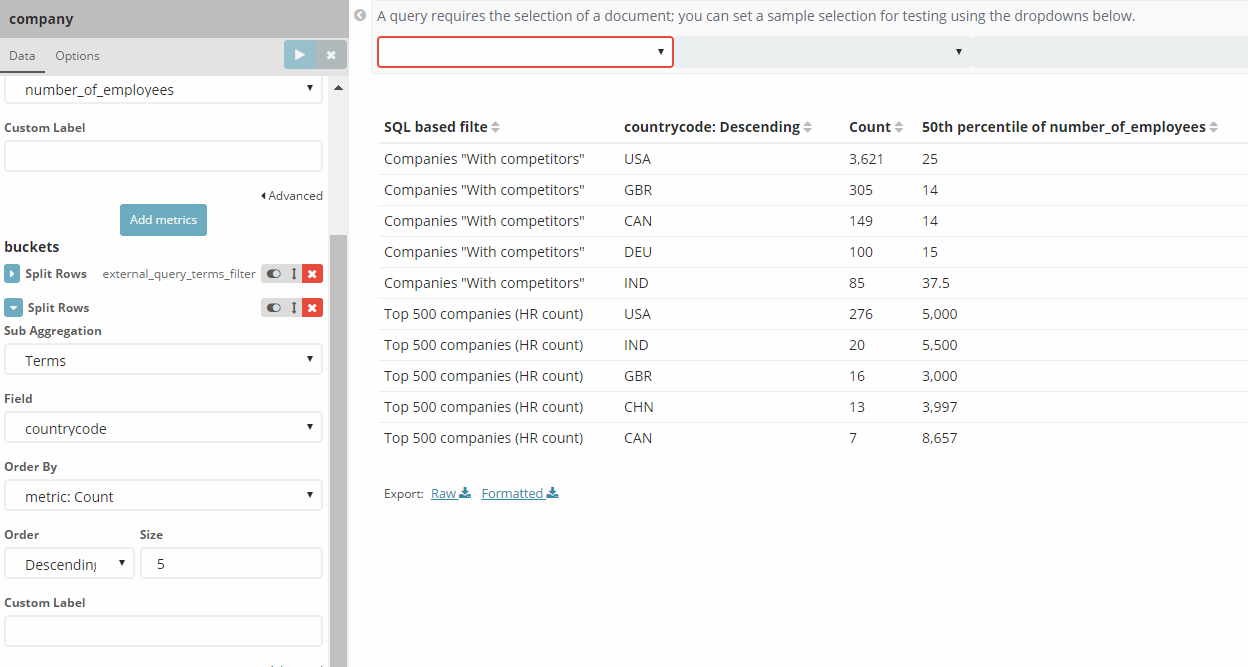 company
Data Options
number_of_employees
Custom Label
Advanced
Add metrics
buckets
Split Rows external_query_terms_filter
Split Rows
Sub Aggregation
Terms
Field
countrycode
Order By
metric: Count
Order Size
Descending 5
Custom Label
A query requires the selection of a document; you can set a sample selection for testing using the dropdowns below.
SQL based filte countrycode: Descending Count 50th percentile of number_of_employees
Companies "With competitors" USA 3,621 25
Companies "With competitors" GBR 305 14
Companies "With competitors" CAN 149 14
Companies "With competitors" DEU 100 15
Companies "With competitors" IND 85 37.5
Top 500 companies (HR count) USA 276 5,000
Top 500 companies (HR count) IND 20 5,500
Top 500 companies (HR count) GBR 16 3,000
Top 500 companies (HR count) CHN 13 3,997
Top 500 companies (HR count) CAN 7 8,657
Export: Raw Formatted